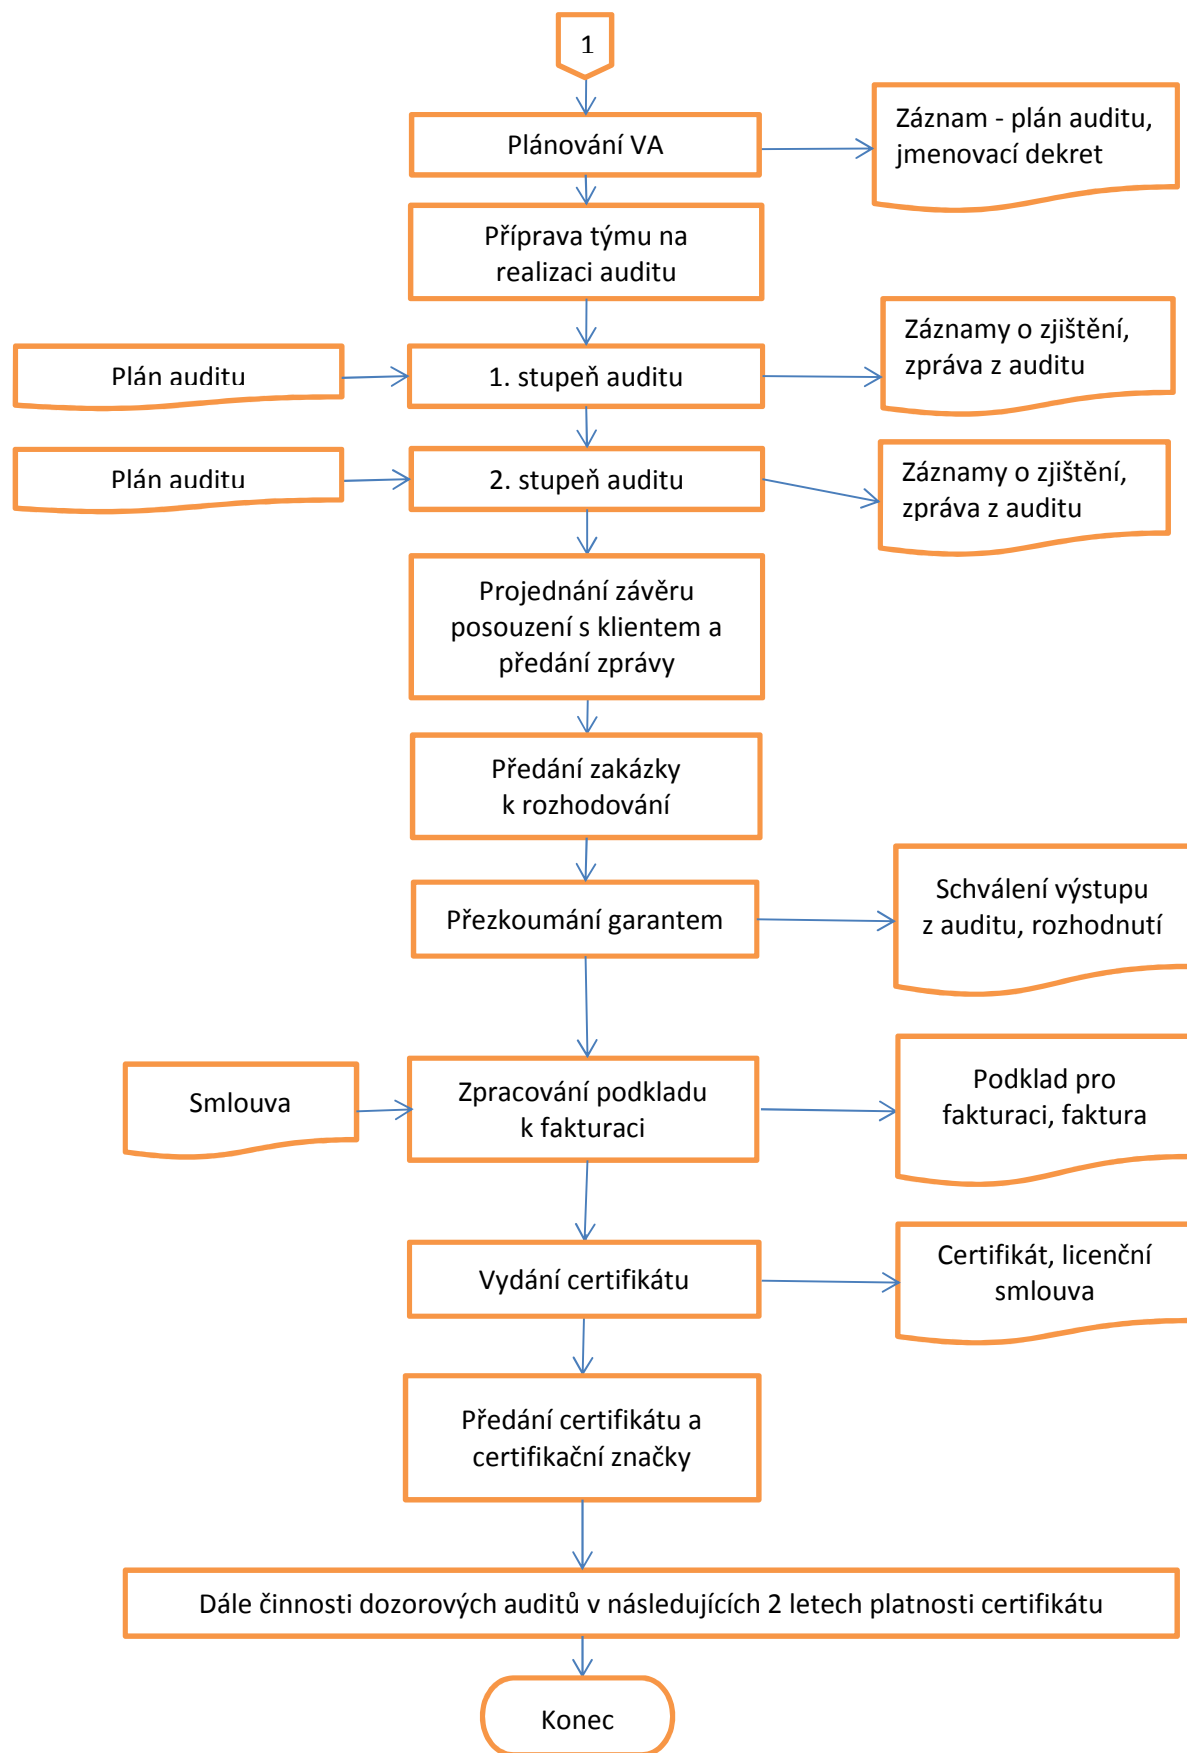 1
Plánování VA
Záznam - plán auditu,
jmenovací dekret
Příprava týmu na
realizaci auditu
Plán auditu
1. stupeň auditu
Záznamy o zjištění,
zpráva z auditu
Plán auditu
2. stupeň auditu
Záznamy o zjištění,
zpráva z auditu
Projednání závěru
posouzení s klientem a
předání zprávy
Předání zakázky
k rozhodování
Přezkoumání garantem
Schválení výstupu
z auditu, rozhodnutí
Smlouva
Zpracování podkladu
k fakturaci
Podklad pro
fakturaci, faktura
Vydání certifikátu
Certifikát, licenční
smlouva
Předání certifikátu a
certifikační značky
Dále činnosti dozorových auditů v následujících 2 letech platnosti certifikátu
Konec